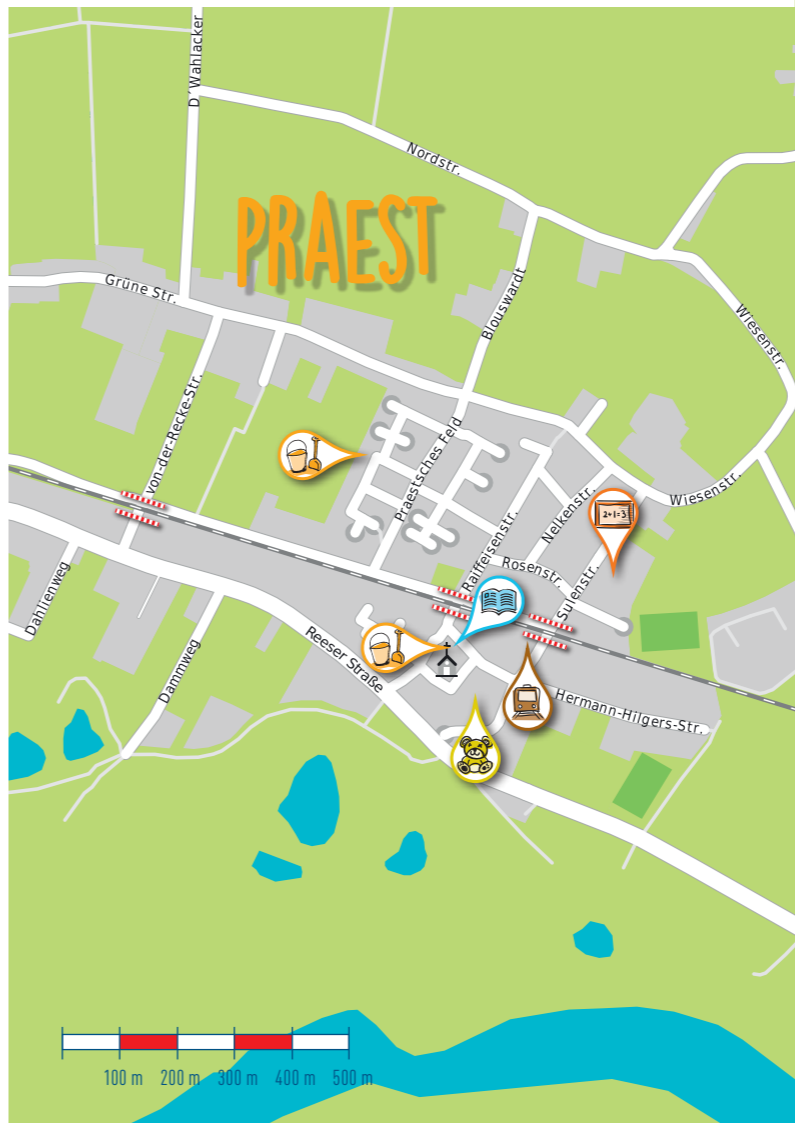 D´Wahlacker
Nordstr.
PRAEST
Grüne Str.
Blouswardt
Wiesenstr.
von-der-Recke-Str.
Praestsches Feld
Raiffeisenstr.
Nelkenstr.
Wiesenstr.
2+1=3
Rosenstr.
Sulenstr.
Dahlienweg
Dammweg
Reeser Straße
Hermann-Hilgers-Str.
100 m 200 m 300 m 400 m 500 m